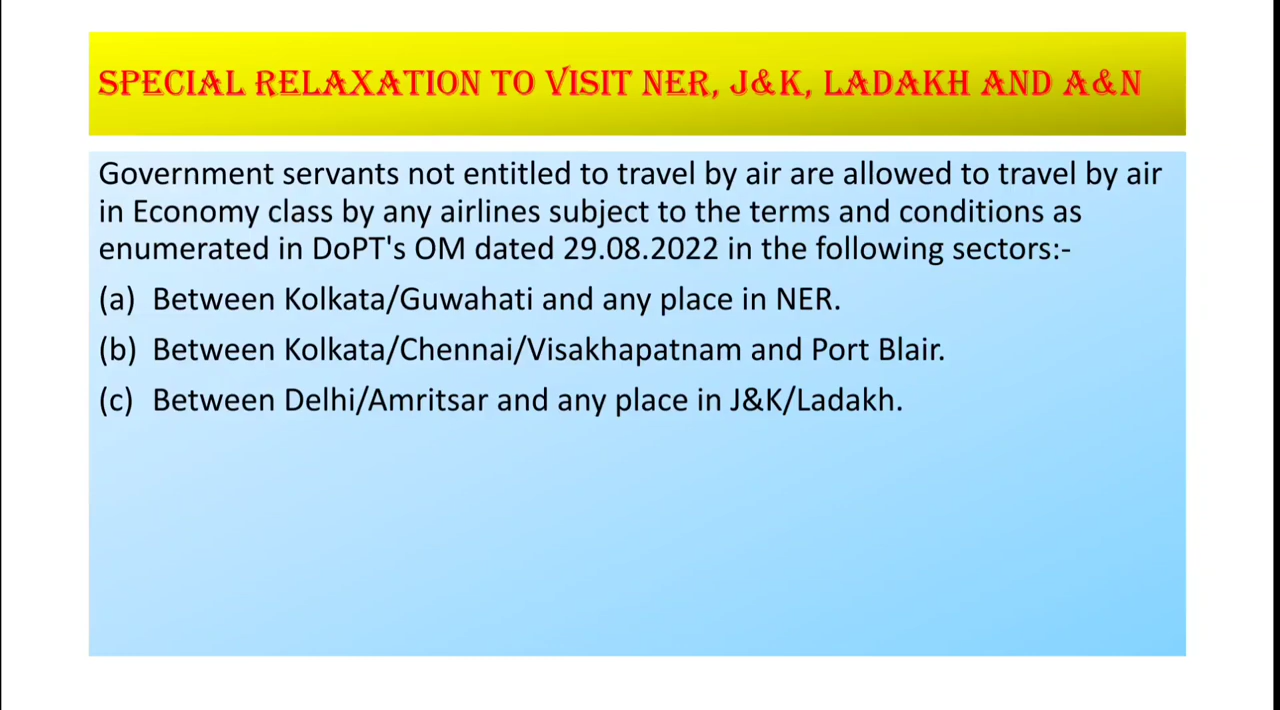 SPECIAL RELAXATION TO VISIT NER, J&K, LADAKH AND A&N
Government servants not entitled to travel by air are allowed to travel by air
in Economy class by any airlines subject to the terms and conditions as
enumerated in DoPT's OM dated 29.08.2022 in the following sectors:-
(a) Between Kolkata/Guwahati and any place in NER.
(b) Between Kolkata/Chennai/Visakhapatnam and Port Blair.
(c) Between Delhi/Amritsar and any place in J&K/Ladakh.